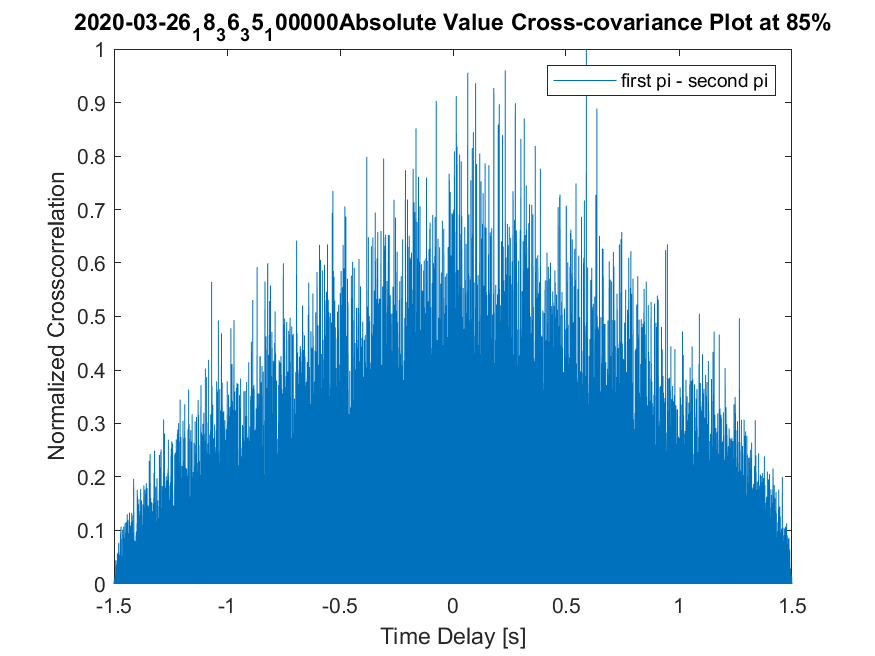 2020-03-26₁8₃6₃5₁00000Absolute Value Cross-covariance Plot at 85%
first pi - second pi
1
0.9
0.8
0.7
0.6
0.5
0.4
0.3
0.2
0.1
0
Normalized Crosscorrelation
-1.5 -1 -0.5 0 0.5 1 1.5
Time Delay [s]